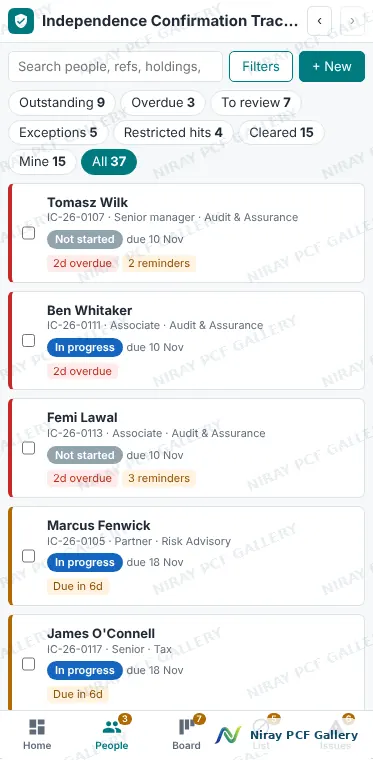 Independence Confirmation Trac...
Search people, refs, holdings,
Filters
+ New
Outstanding 9
Overdue 3
To review 7
Exceptions 5
Restricted hits 4
Cleared 15
Mine 15
All 37
Tomasz Wilk
IC-26-0107 · Senior manager · Audit & Assurance
Not started due 10 Nov
2d overdue 2 reminders
Ben Whitaker
IC-26-0111 · Associate · Audit & Assurance
In progress due 10 Nov
2d overdue
Femi Lawal
IC-26-0113 · Associate · Audit & Assurance
Not started due 10 Nov
2d overdue 3 reminders
Marcus Fenwick
IC-26-0105 · Partner · Risk Advisory
In progress due 18 Nov
Due in 6d
James O'Connell
IC-26-0117 · Senior · Tax
In progress due 18 Nov
Due in 6d
3
7
Home
People
Board
List
Issues
Niray PCF Gallery
NIRAY PCF GALLERY